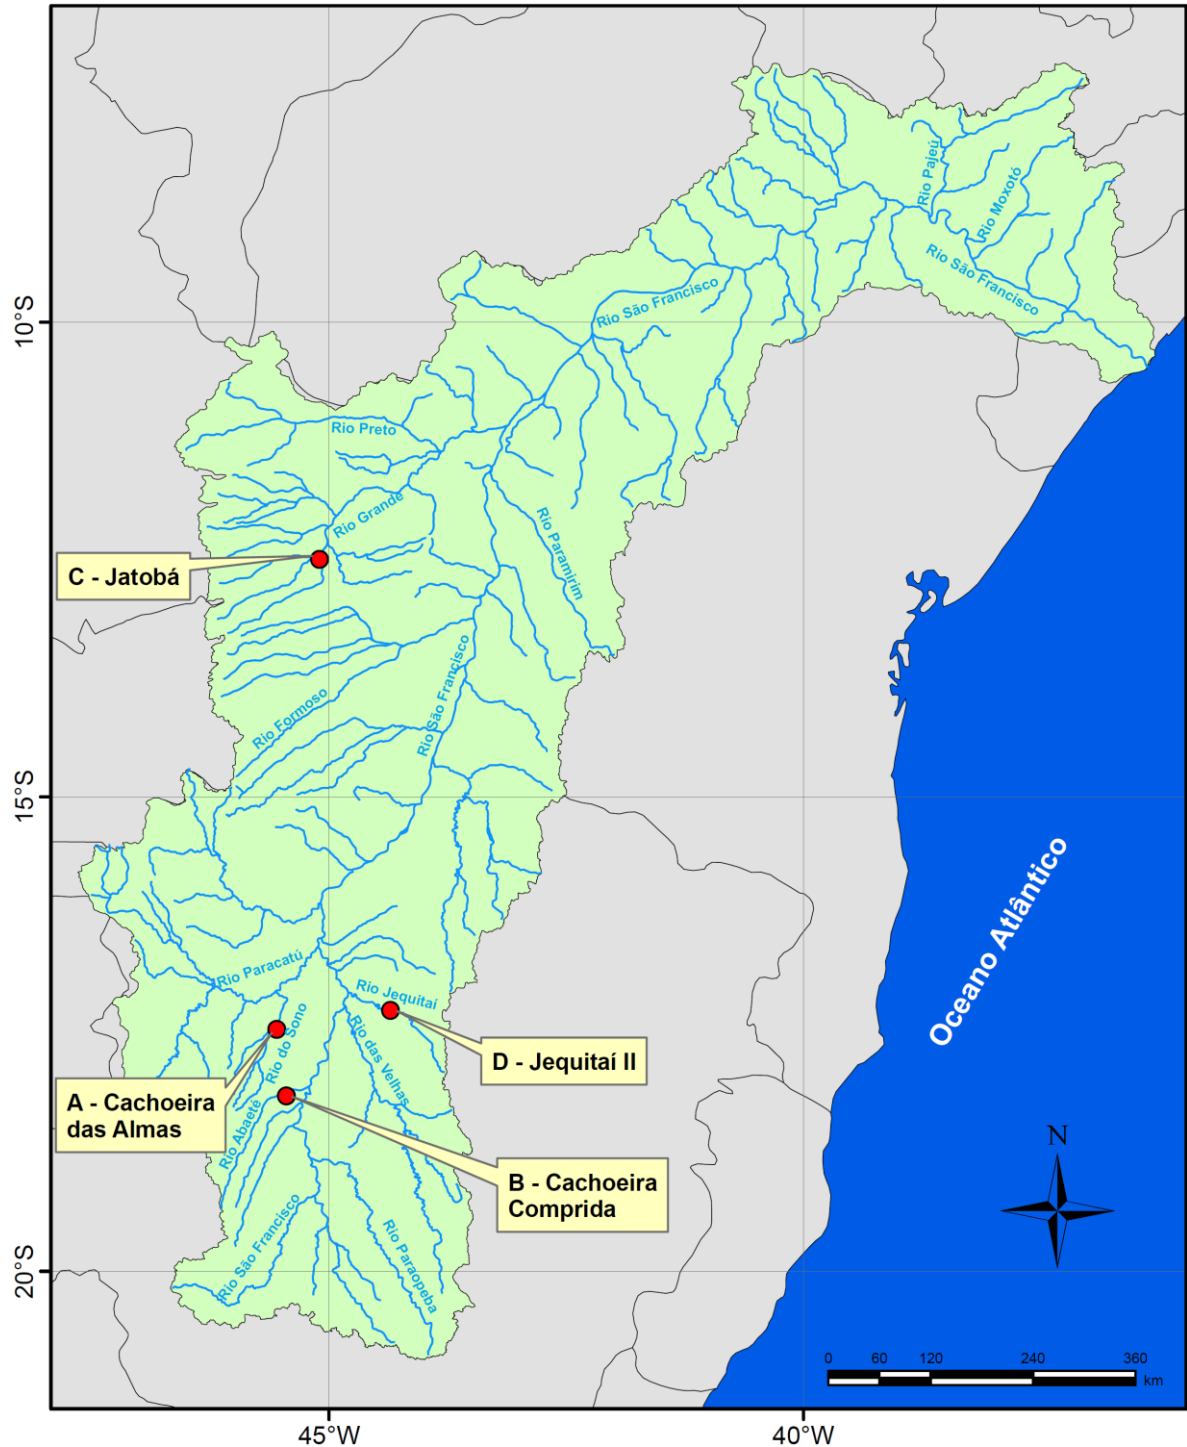 Rio Pajeú
Rio Moxotó
Rio São Francisco
Rio São Francisco
10°S
Rio Preto
Rio Grande
Rio Paramirim
C - Jatobá
Rio São Francisco
Rio Formoso
15°S
Oceano Atlântico
Rio Paracatú
Rio Jequitaí
Rio do Sono
Rio das Velhas
D - Jequitaí II
A - Cachoeira
das Almas
Rio Abaeté
B - Cachoeira
Comprida
N
Rio São Francisco
Rio Paraopeba
20°S
0 60 120 240 360
km
45°W 40°W